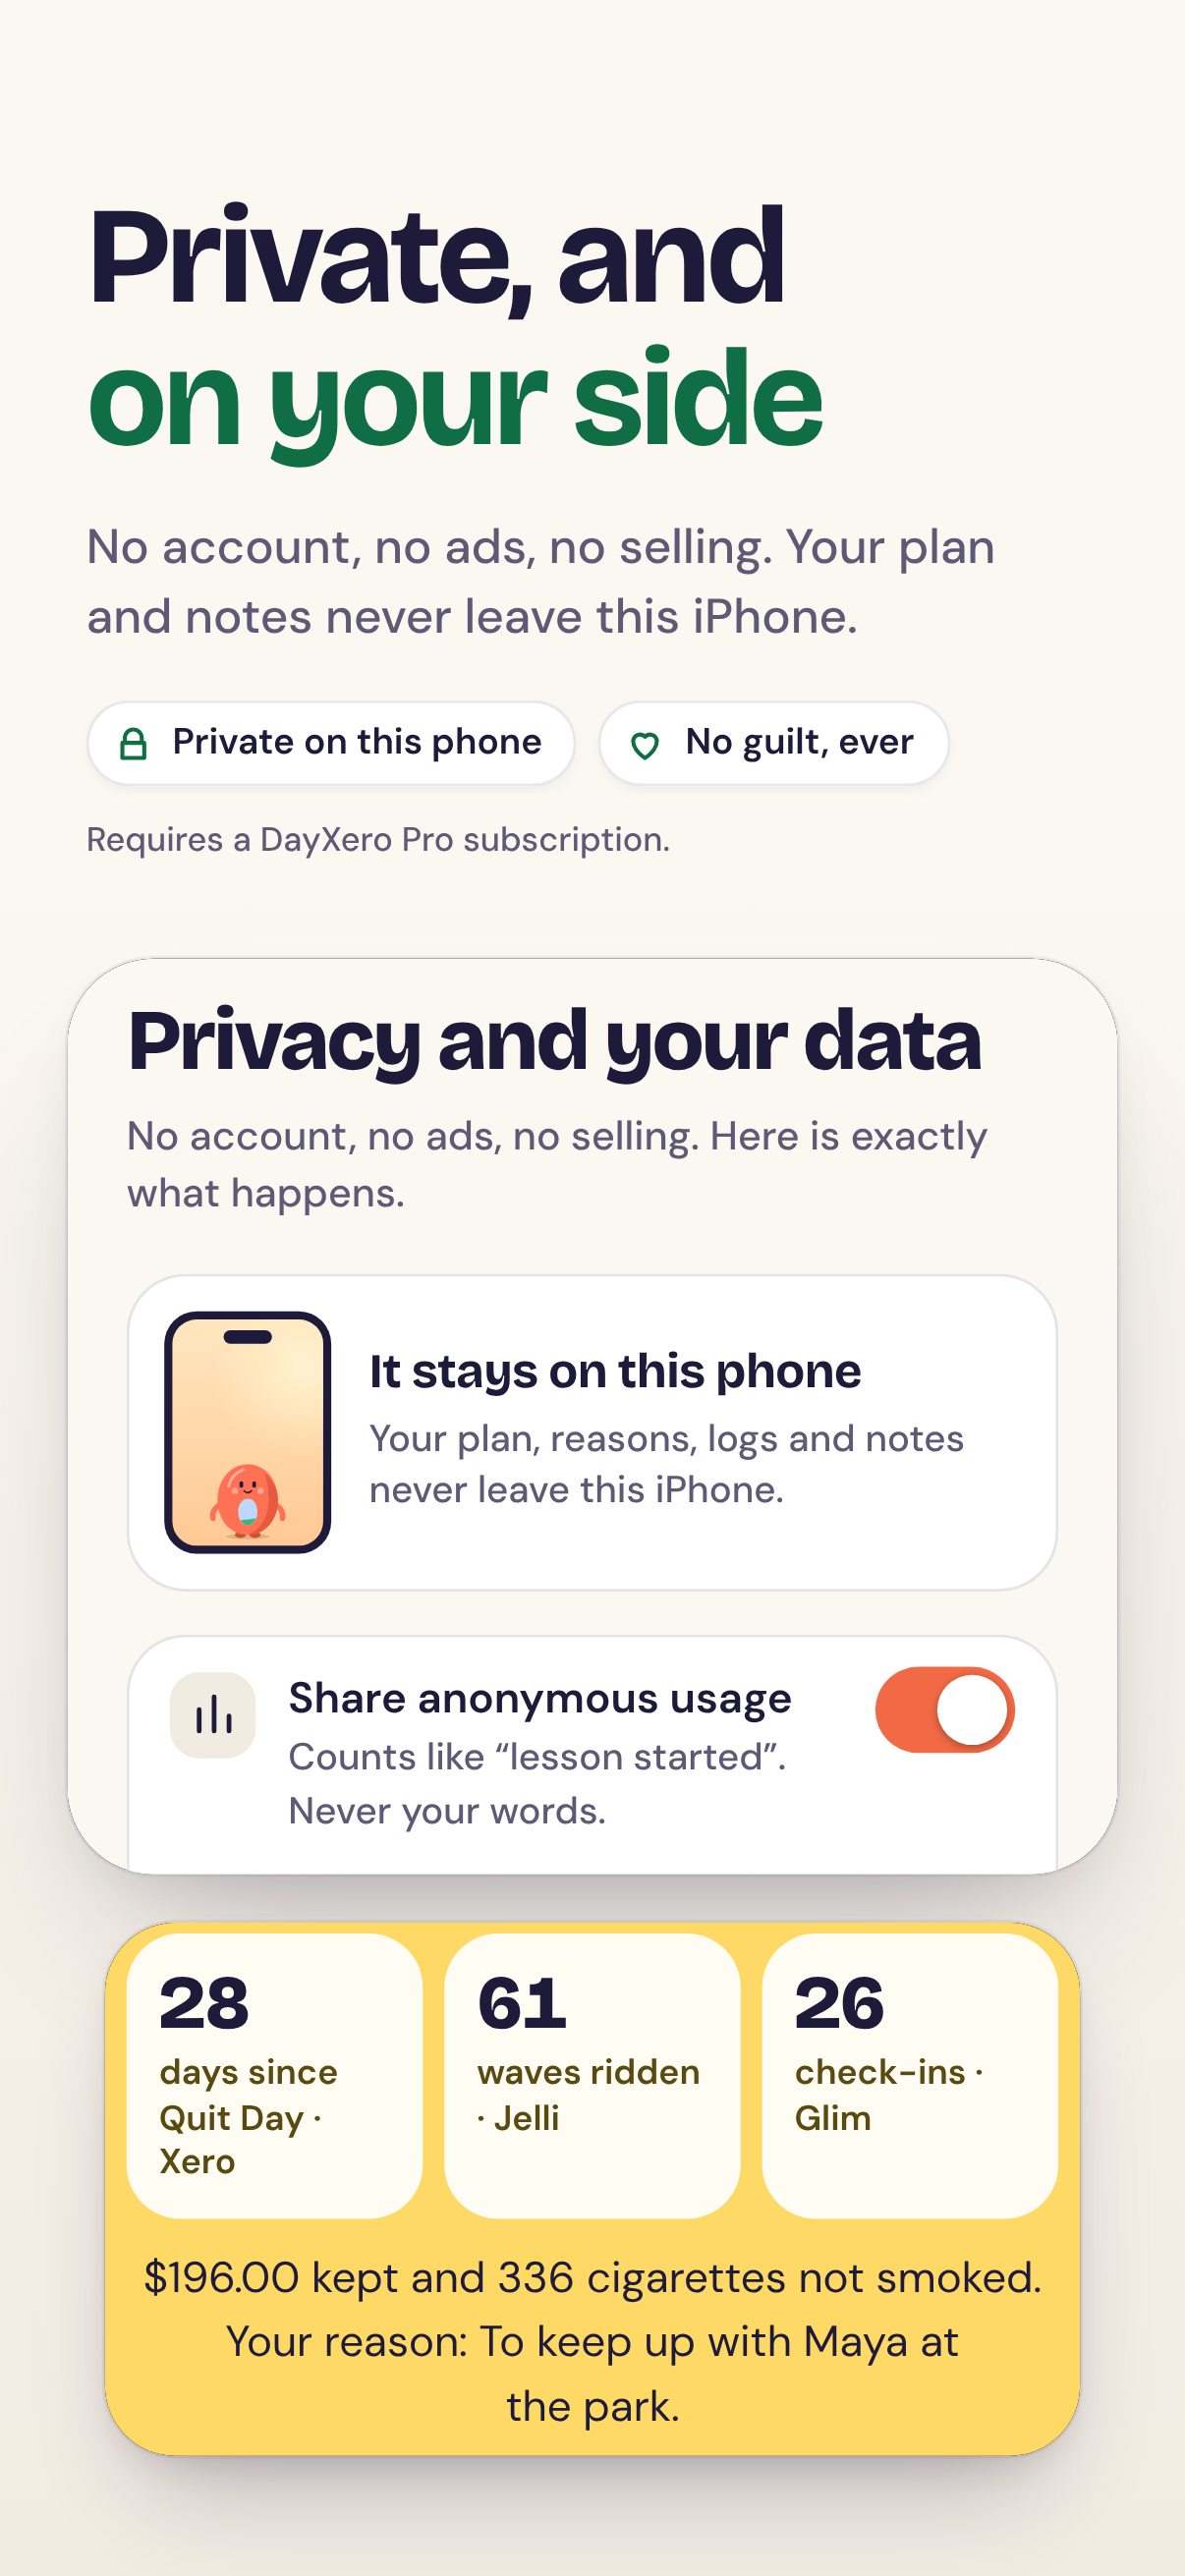 Private, and
on your side
No account, no ads, no selling. Your plan
and notes never leave this iPhone.
Private on this phone
No guilt, ever
Requires a DayXero Pro subscription.
Privacy and your data
No account, no ads, no selling. Here is exactly
what happens.
It stays on this phone
Your plan, reasons, logs and notes
never leave this iPhone.
Share anonymous usage
Counts like “lesson started”.
Never your words.
28
days since
Quit Day ·
Xero
61
waves ridden
· Jelli
26
check-ins ·
Glim
$196.00 kept and 336 cigarettes not smoked.
Your reason: To keep up with Maya at
the park.